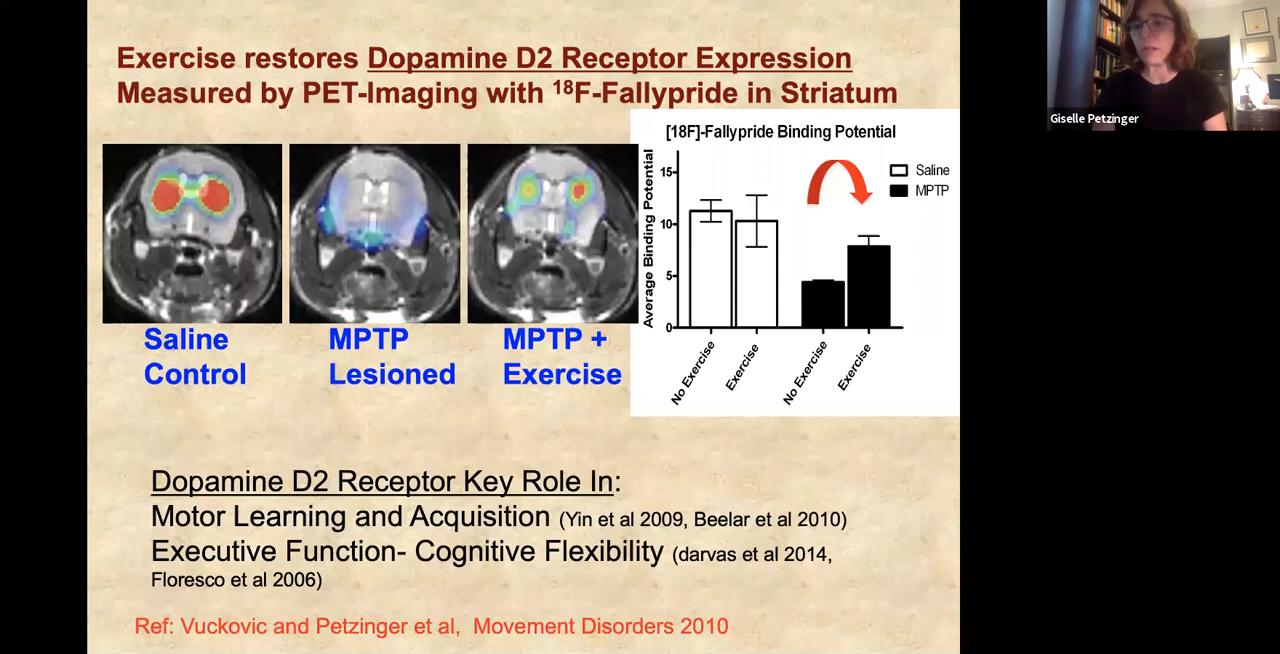 Exercise restores Dopamine D2 Receptor Expression
Measured by PET-Imaging with ¹⁸F-Fallypride in Striatum
Giselle Petzinger
[18F]-Fallypride Binding Potential
Average Binding Potential
15
10
5
0
Saline
MPTP
No Exercise
Exercise
No Exercise
Exercise
Saline
Control
MPTP
Lesioned
MPTP +
Exercise
Dopamine D2 Receptor Key Role In:
Motor Learning and Acquisition (Yin et al 2009, Beelar et al 2010)
Executive Function- Cognitive Flexibility (darvas et al 2014,
Floresco et al 2006)
Ref: Vuckovic and Petzinger et al, Movement Disorders 2010